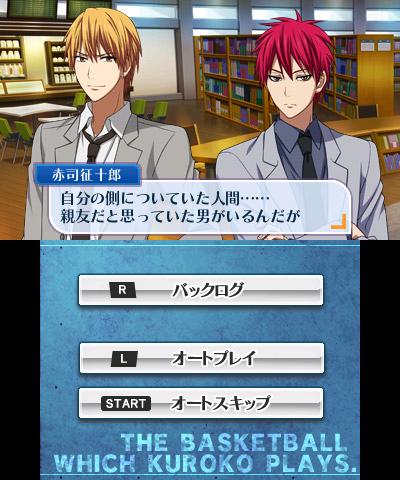 赤司征十郎
自分の側についていた人間……
親友だと思っていた男がいるんだが
R バックログ
L オートプレイ
START オートスキップ
THE BASKETBALL
WHICH KUROKO PLAYS.